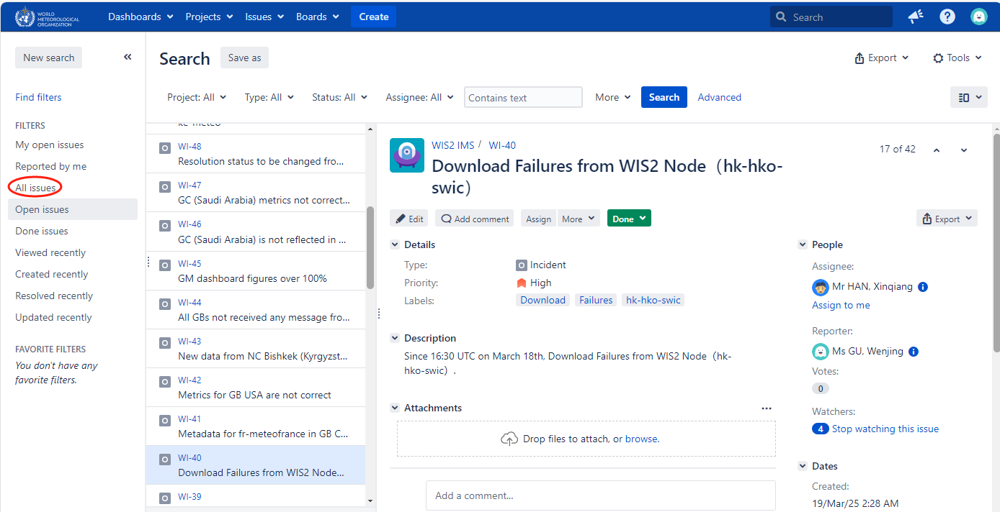 WORLD
METEOROLOGICAL
ORGANIZATION
Dashboards Projects Issues Boards Create Search
New search
Find filters
FILTERS
My open issues
Reported by me
All issues
Open issues
Done issues
Viewed recently
Created recently
Resolved recently
Updated recently
FAVORITE FILTERS
You don't have any
favorite filters.
Search Save as Export Tools
Project: All Type: All Status: All Assignee: All Contains text More Search Advanced
WI-48
Resolution status to be changed fro...
WI-47
GC (Saudi Arabia) metrics not correct...
WI-46
GC (Saudi Arabia) is not reflected in ...
WI-45
GM dashboard figures over 100%
WI-44
All GBs not received any message fro...
WI-43
New data from NC Bishkek (Kyrgyzst...
WI-42
Metrics for GB USA are not correct
WI-41
Metadata for fr-meteofrance in GB C...
WI-40
Download Failures from WIS2 Node...
WI-39
WIS2 IMS / WI-40
17 of 42
Download Failures from WIS2 Node（hk-hko-
swic）
Edit Add comment Assign More Done Export
Details
Type: Incident
Priority: High
Labels: Download Failures hk-hko-swic
Description
Since 16:30 UTC on March 18th, Download Failures from WIS2 Node（hk-
hko-swic）.
Attachments
Drop files to attach, or browse.
Add a comment...
People
Assignee:
Mr HAN, Xinqiang
Assign to me
Reporter:
Ms GU, Wenjing
Votes:
0
Watchers:
4 Stop watching this issue
Dates
Created:
19/Mar/25 2:28 AM